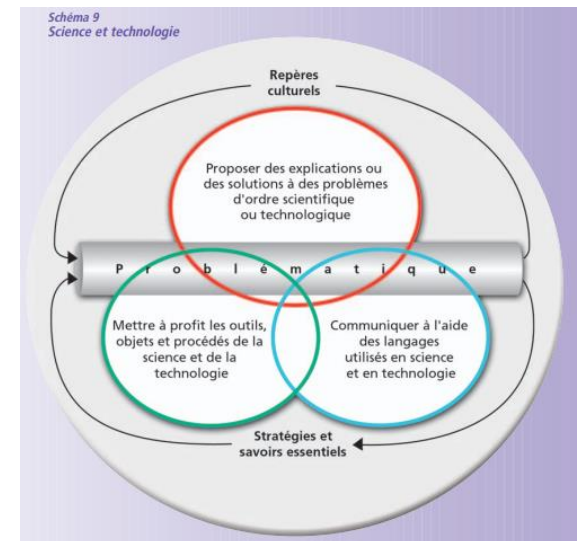 Schéma 9
Science et technologie
Repères
culturels
Proposer des explications ou
des solutions à des problèmes
d'ordre scientifique
ou technologique
Problématique
Mettre à profit les outils,
objets et procédés de la
science et de la
technologie
Communiquer à l'aide
des langages
utilisés en science
et en technologie
Stratégies et
savoirs essentiels